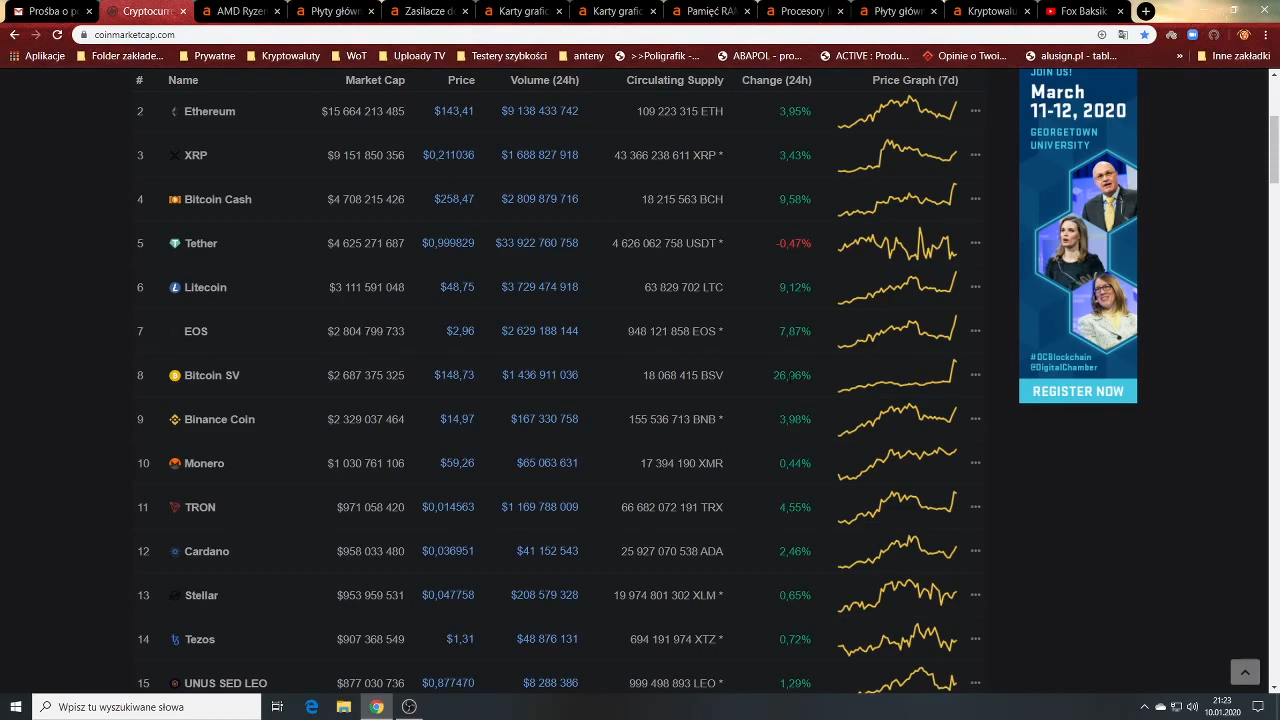 Prośba o p
Cryptocurr
AMD Ryzen
Płyty główn
Zasilacze do
Karty grafic
Karty grafic
Pamięć RAM
Procesory i
Płyty główn
Kryptowalu
Fox Baksik
coinmarketcap.com
Aplikacje
Folder zakładek...
Prywatne
Kryptowaluty
WoT
Uploady TV
Testery szybkości
anteny
>>Poligrafik -...
ABAPOL - pro...
ACTIVE : Produ...
Opinie o Twoi...
alusign.pl - tab...
in.
Inne zakładki
# Name Market Cap Price Volume (24h) Circulating Supply Change (24h) Price Graph (7d)
2 Ethereum $143,41 $9 138 433 742 109 223 315 ETH 3,95%
3 XRP $9 151 850 356 $0,211036 $1 688 827 918 43 366 238 611 XRP * 3,43%
4 Bitcoin Cash $4 708 215 426 $258,47 $2 809 879 716 18 215 563 BCH 9,58%
5 Tether $4 625 521 687 $33 922 760 758 4 626 062 758 USDT * -0,47%
6 Litecoin $3 111 591 048 $48,75 $3 729 474 918 63 829 702 LTC 9,12%
7 EOS $2 804 799 733 $2,96 $2 629 188 144 948 121 858 EOS * 7,87%
8 Bitcoin SV $2 687 375 325 $148,73 $1 436 911 036 18 068 415 BSV 26,96%
9 Binance Coin $2 329 037 464 $14,97 $167 330 758 155 536 713 BNB * 3,98%
10 Monero $1 030 761 106 $59,26 $65 063 631 17 394 190 XMR 0,44%
11 TRON $971 058 420 $0,014563 $1 169 788 009 66 682 072 191 TRX 4,55%
12 Cardano $958 033 480 $0,036951 $41 152 543 25 927 070 538 ADA 2,46%
13 Stellar $953 959 531 $0,047758 $208 579 328 19 974 801 302 XLM * 0,65%
14 Tezos $907 368 549 $1,31 $48 876 131 694 191 974 XTZ * 0,72%
15 UNUS SED LEO $877 030 736 $0,877470 $8 288 386 999 498 893 LEO * 1,29%
JOIN US!
March
11-12, 2020
GEORGETOWN
UNIVERSITY
#DCBlockchain
@DigitalChamber
REGISTER NOW
Wpisz tu wyszukiwane słowa
21:23
10.01.2020